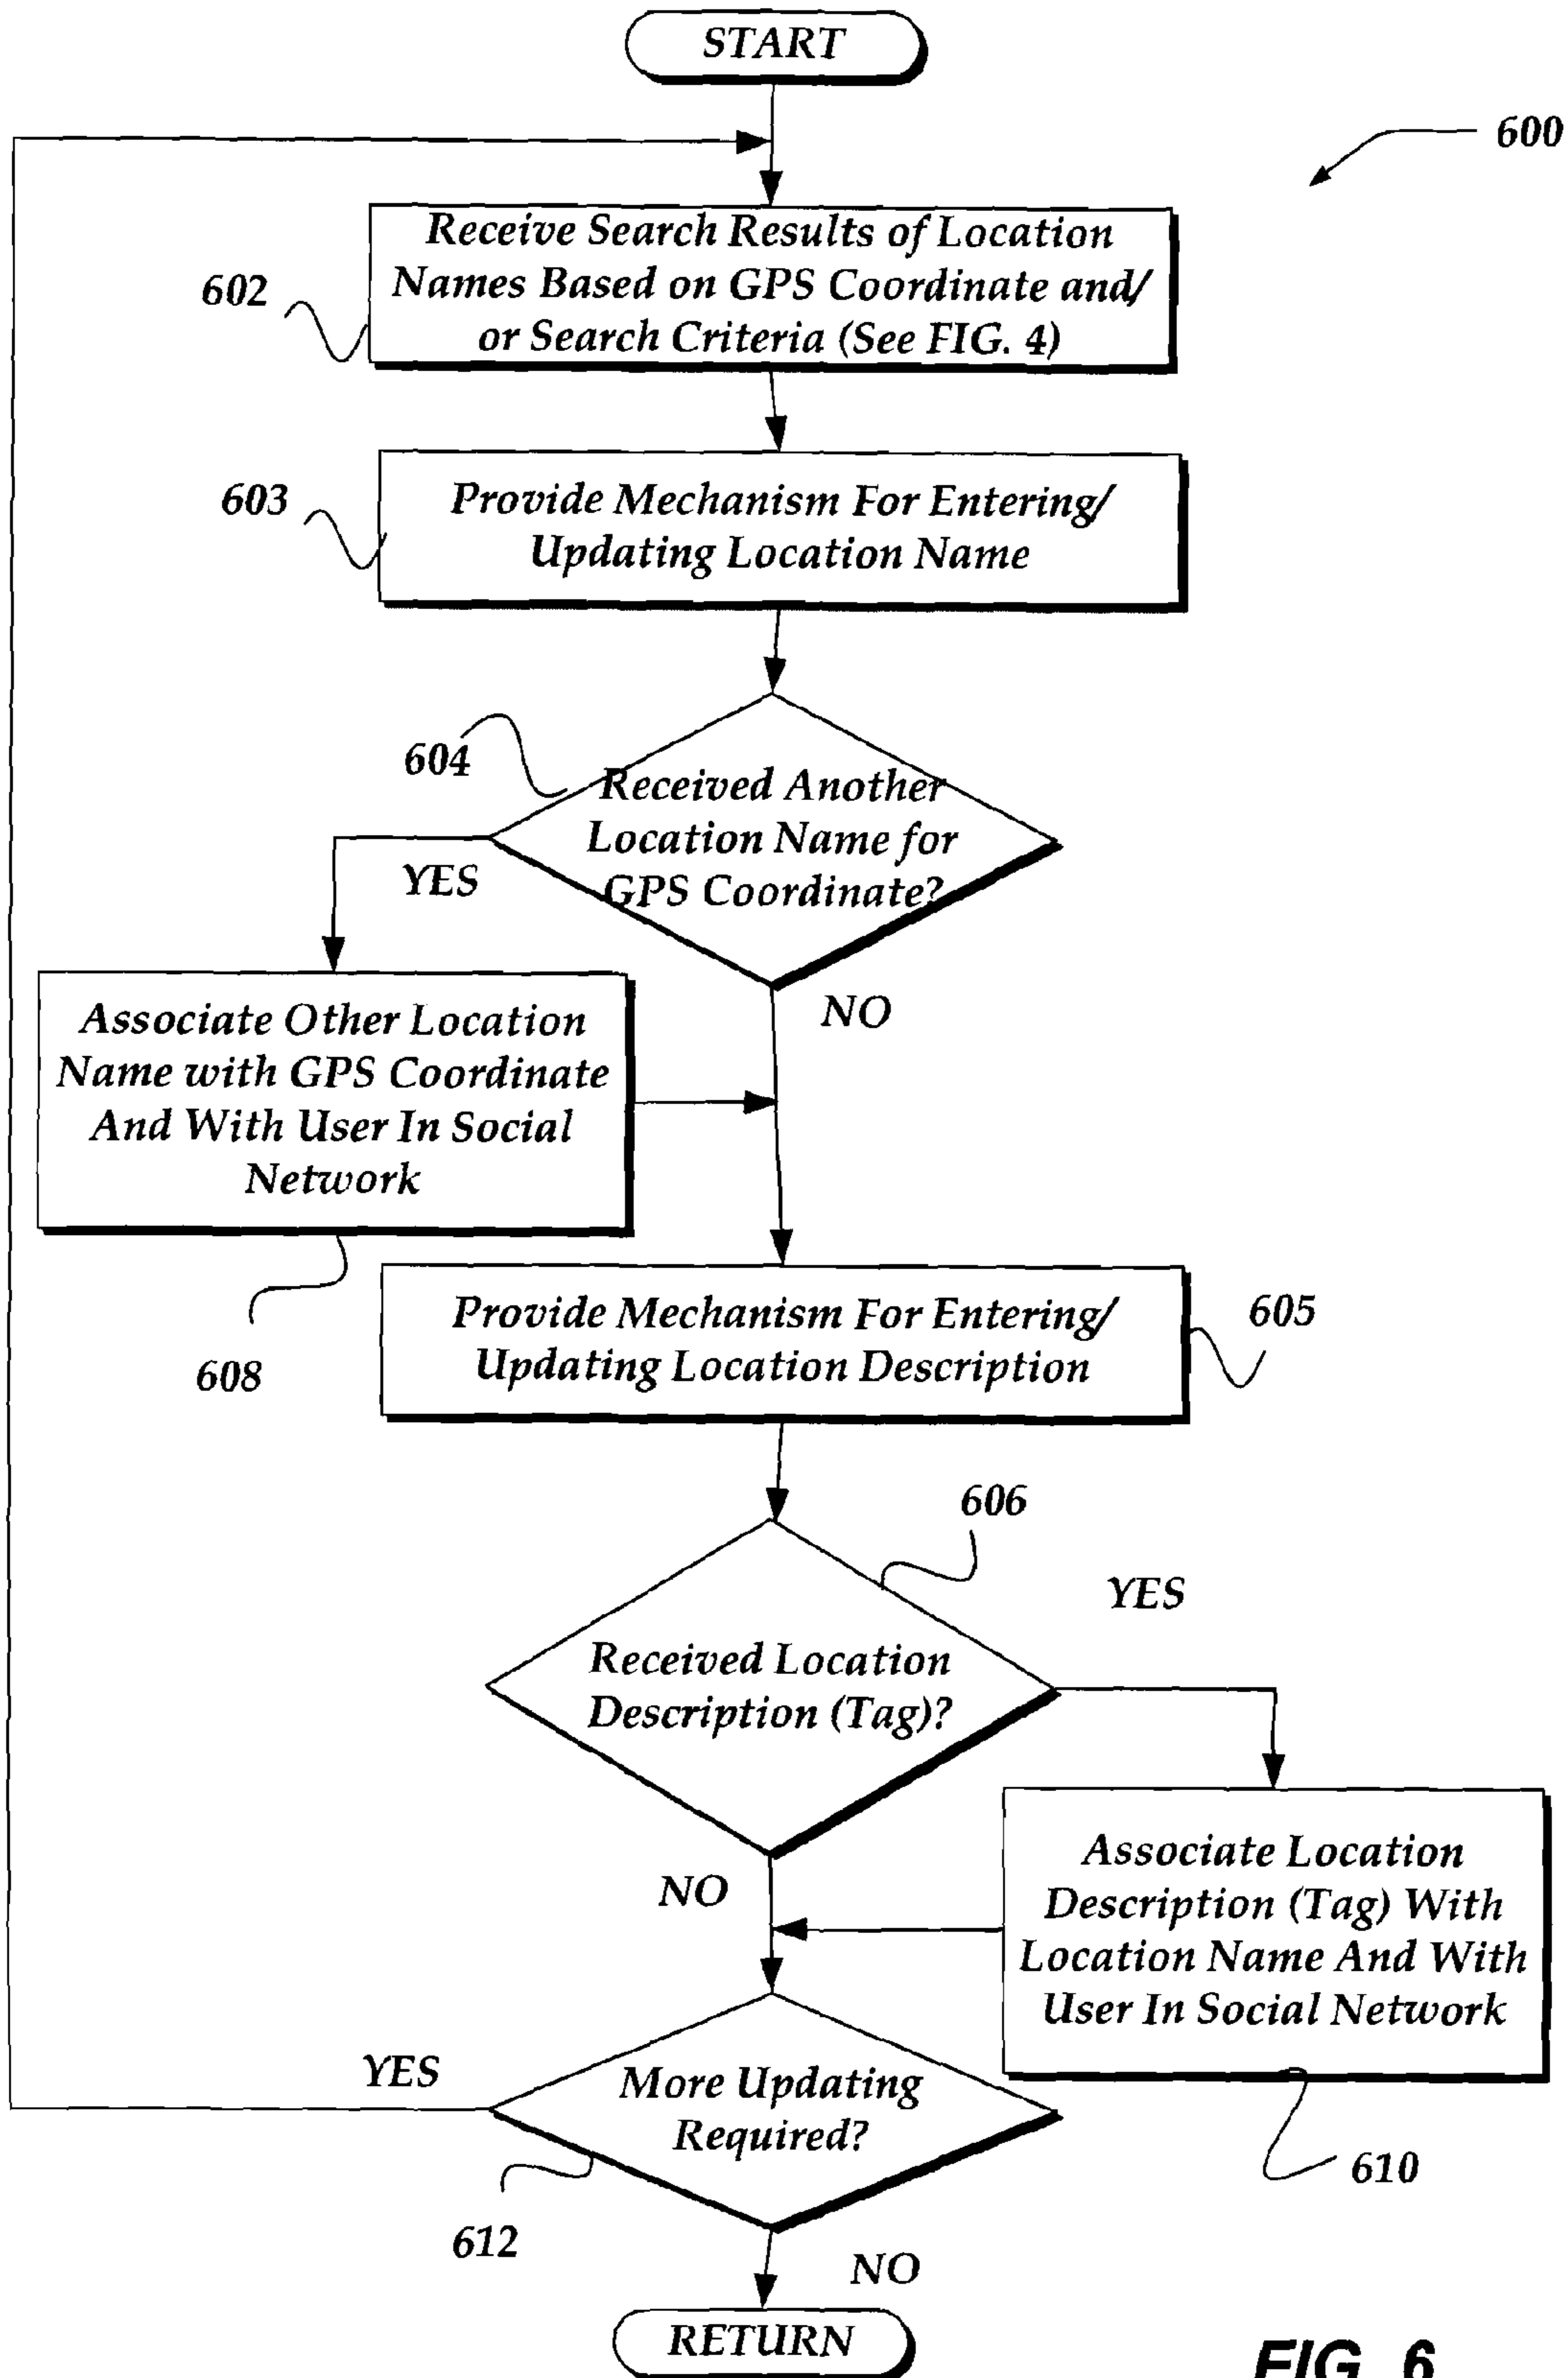 START
600
Receive Search Results of Location
Names Based on GPS Coordinate and/
or Search Criteria (See FIG. 4)
602
Provide Mechanism For Entering/
Updating Location Name
603
604
Received Another
Location Name for
GPS Coordinate?
YES
NO
Associate Other Location
Name with GPS Coordinate
And With User In Social
Network
608
Provide Mechanism For Entering/
Updating Location Description
605
606
YES
Received Location
Description (Tag)?
NO
Associate Location
Description (Tag) With
Location Name And With
User In Social Network
610
YES
More Updating
Required?
612
NO
RETURN
FIG. 6